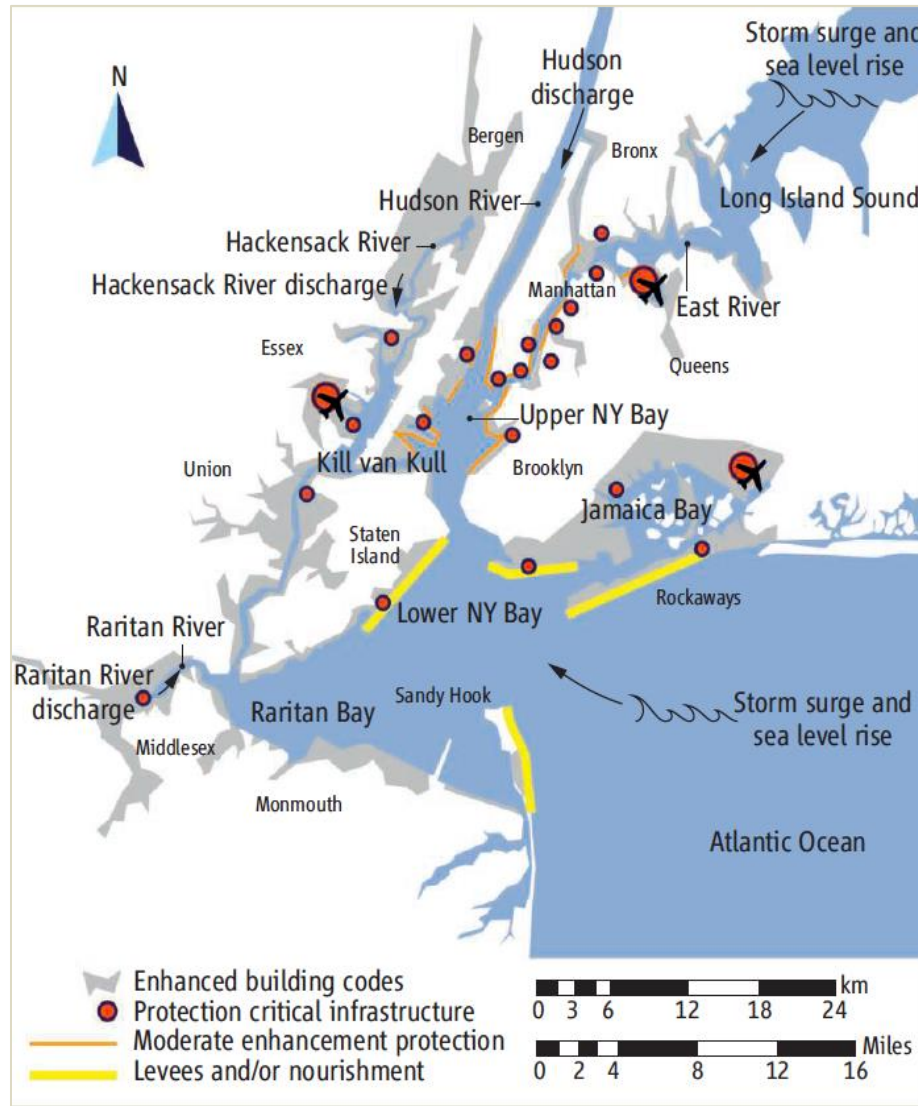 Storm surge and
sea level rise
N
Hudson
discharge
Bergen
Bronx
Hudson River
Long Island Sound
Hackensack River
Hackensack River discharge
Manhattan
East River
Essex
Queens
Upper NY Bay
Kill van Kull
Brooklyn
Union
Jamaica Bay
Staten
Island
Lower NY Bay
Rockaways
Raritan River
Raritan River
discharge
Sandy Hook
Raritan Bay
Storm surge and
sea level rise
Middlesex
Monmouth
Atlantic Ocean
Enhanced building codes
Protection critical infrastructure
Moderate enhancement protection
Levees and/or nourishment
km
0 3 6 12 18 24
Miles
0 2 4 8 12 16